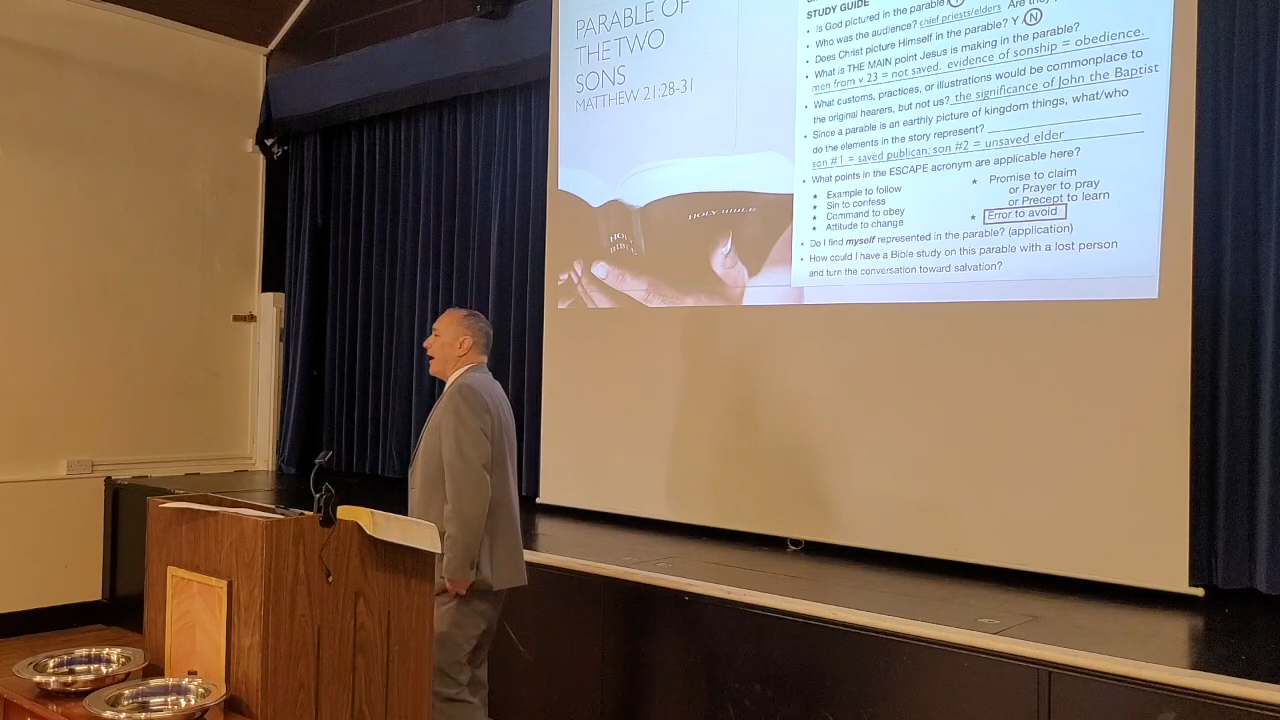 PARABLE OF
THE TWO
SONS
MATTHEW 21:28-31
HOLY BIBLE
HOLY
BIBLE
STUDY GUIDE
• Is God pictured in the parable
• Who was the audience? chief priests/elders Are they
• Does Christ picture Himself in the parable? Y N
• What is THE MAIN point Jesus is making in the parable?
men from v 23 = not saved. evidence of sonship = obedience.
• What customs, practices, or illustrations would be commonplace to
the original hearers, but not us? the significance of John the Baptist
• Since a parable is an earthly picture of kingdom things, what/who
do the elements in the story represent?
son #1 = saved publican; son #2 = unsaved elder
• What points in the ESCAPE acronym are applicable here?
★ Example to follow
★ Sin to confess
★ Command to obey
★ Attitude to change
★ Promise to claim
or Prayer to pray
or Precept to learn
★ Error to avoid
• Do I find myself represented in the parable? (application)
• How could I have a Bible study on this parable with a lost person
and turn the conversation toward salvation?